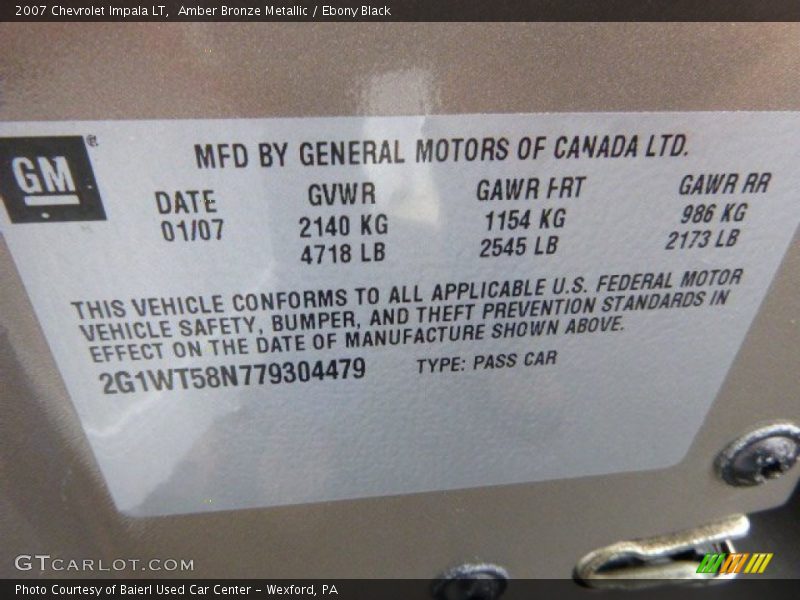 2007 Chevrolet Impala LT, Amber Bronze Metallic / Ebony Black
GM
MFD BY GENERAL MOTORS OF CANADA LTD.
DATE GVWR GAWR FRT GAWR RR
01/07 2140 KG 1154 KG 986 KG
4718 LB 2545 LB 2173 LB
THIS VEHICLE CONFORMS TO ALL APPLICABLE U.S. FEDERAL MOTOR
VEHICLE SAFETY, BUMPER, AND THEFT PREVENTION STANDARDS IN
EFFECT ON THE DATE OF MANUFACTURE SHOWN ABOVE.
2G1WT58N779304479 TYPE: PASS CAR
GTCARLOT.COM
Photo Courtesy of Baierl Used Car Center - Wexford, PA